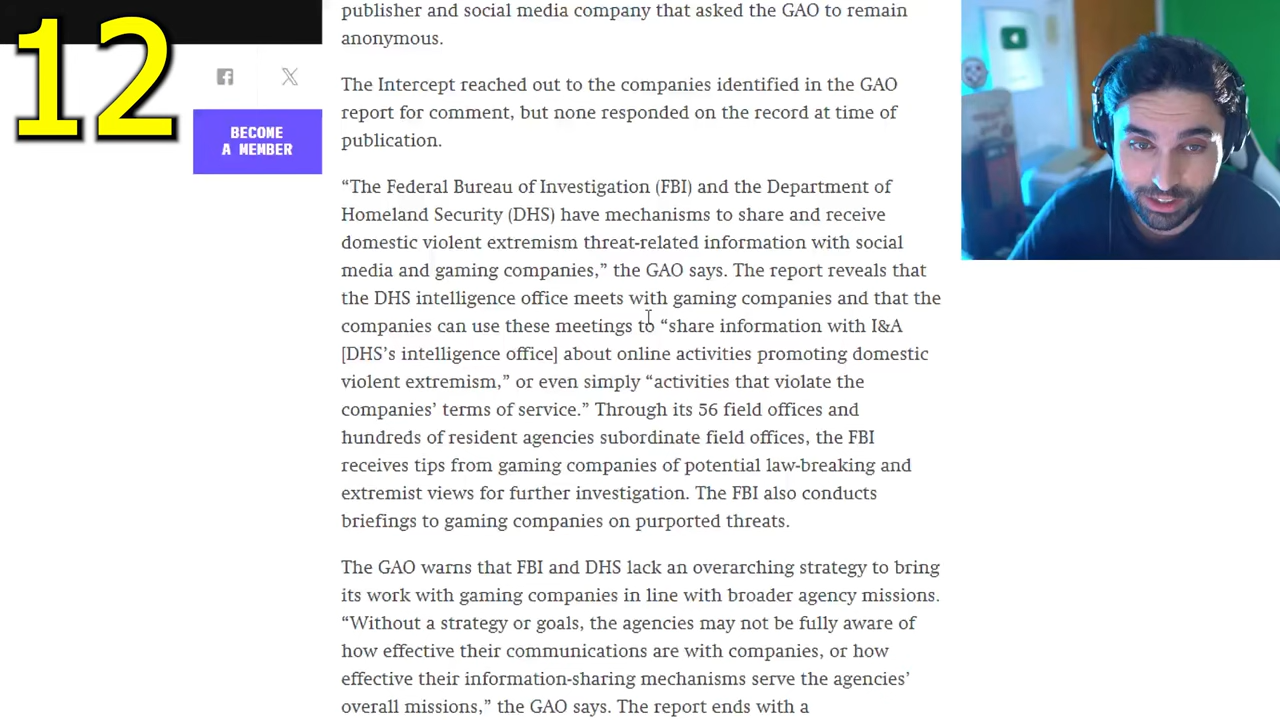 12
BECOME
A MEMBER
publisher and social media company that asked the GAO to remain
anonymous.
The Intercept reached out to the companies identified in the GAO
report for comment, but none responded on the record at time of
publication.
“The Federal Bureau of Investigation (FBI) and the Department of
Homeland Security (DHS) have mechanisms to share and receive
domestic violent extremism threat-related information with social
media and gaming companies,” the GAO says. The report reveals that
the DHS intelligence office meets with gaming companies and that the
companies can use these meetings to “share information with I&A
[DHS’s intelligence office] about online activities promoting domestic
violent extremism,” or even simply “activities that violate the
companies’ terms of service.” Through its 56 field offices and
hundreds of resident agencies subordinate field offices, the FBI
receives tips from gaming companies of potential law-breaking and
extremist views for further investigation. The FBI also conducts
briefings to gaming companies on purported threats.
The GAO warns that FBI and DHS lack an overarching strategy to bring
its work with gaming companies in line with broader agency missions.
“Without a strategy or goals, the agencies may not be fully aware of
how effective their communications are with companies, or how
effective their information-sharing mechanisms serve the agencies’
overall missions,” the GAO says. The report ends with a